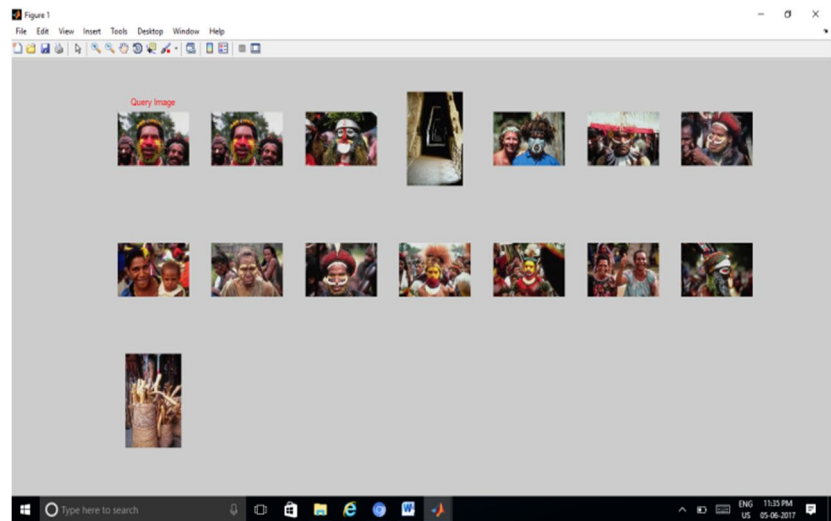 Figure 1
File Edit View Insert Tools Desktop Window Help
Query Image
Type here to search
ENG 11:35 PM
US 05-06-2017